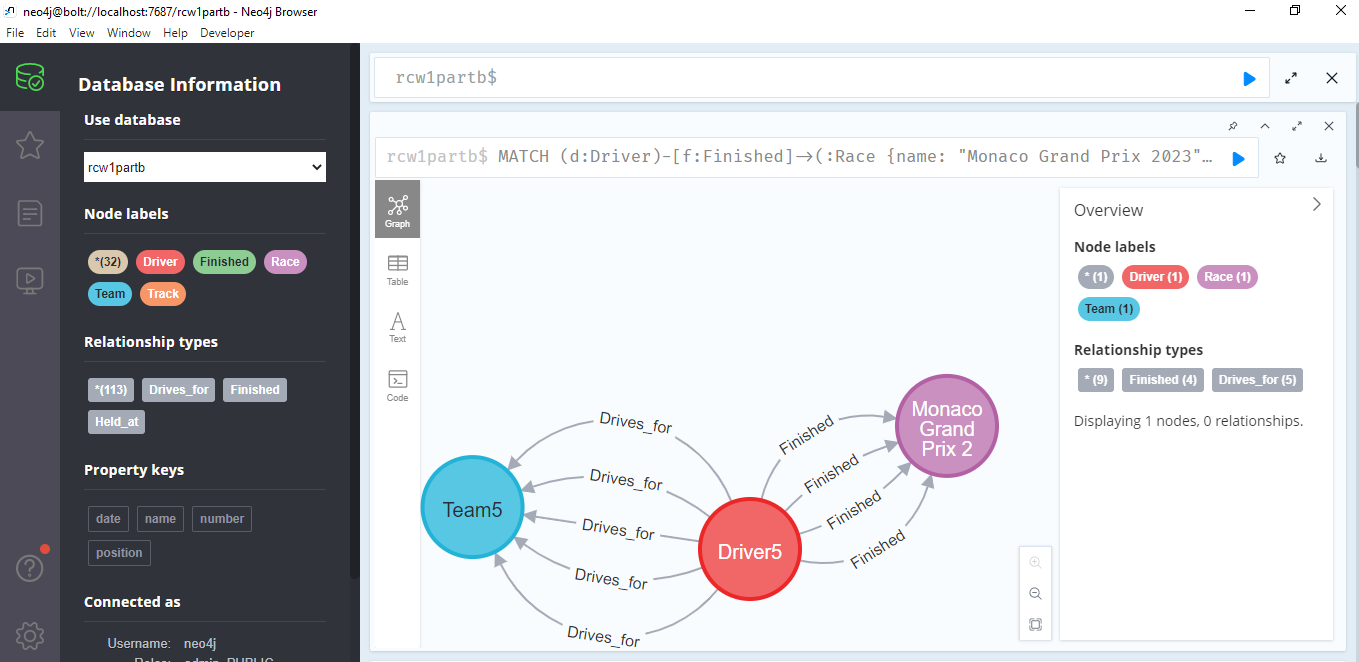 neo4j@bolt://localhost:7687/rcw1partb - Neo4j Browser
File Edit View Window Help Developer
Database Information
Use database
rcw1partb
Node labels
*(32) Driver Finished Race
Team Track
Relationship types
*(113) Drives_for Finished
Held_at
Property keys
date name number
position
Connected as
Username: neo4j
rcw1partb$
rcw1partb$ MATCH (d:Driver)-[f:Finished]->(:Race {name: "Monaco Grand Prix 2023"…
Graph
Table
Text
Code
Drives_for
Drives_for
Drives_for
Drives_for
Drives_for
Team5
Driver5
Finished
Finished
Finished
Finished
Monaco
Grand
Prix 2
Overview
Node labels
* (1) Driver (1) Race (1)
Team (1)
Relationship types
* (9) Finished (4) Drives_for (5)
Displaying 1 nodes, 0 relationships.